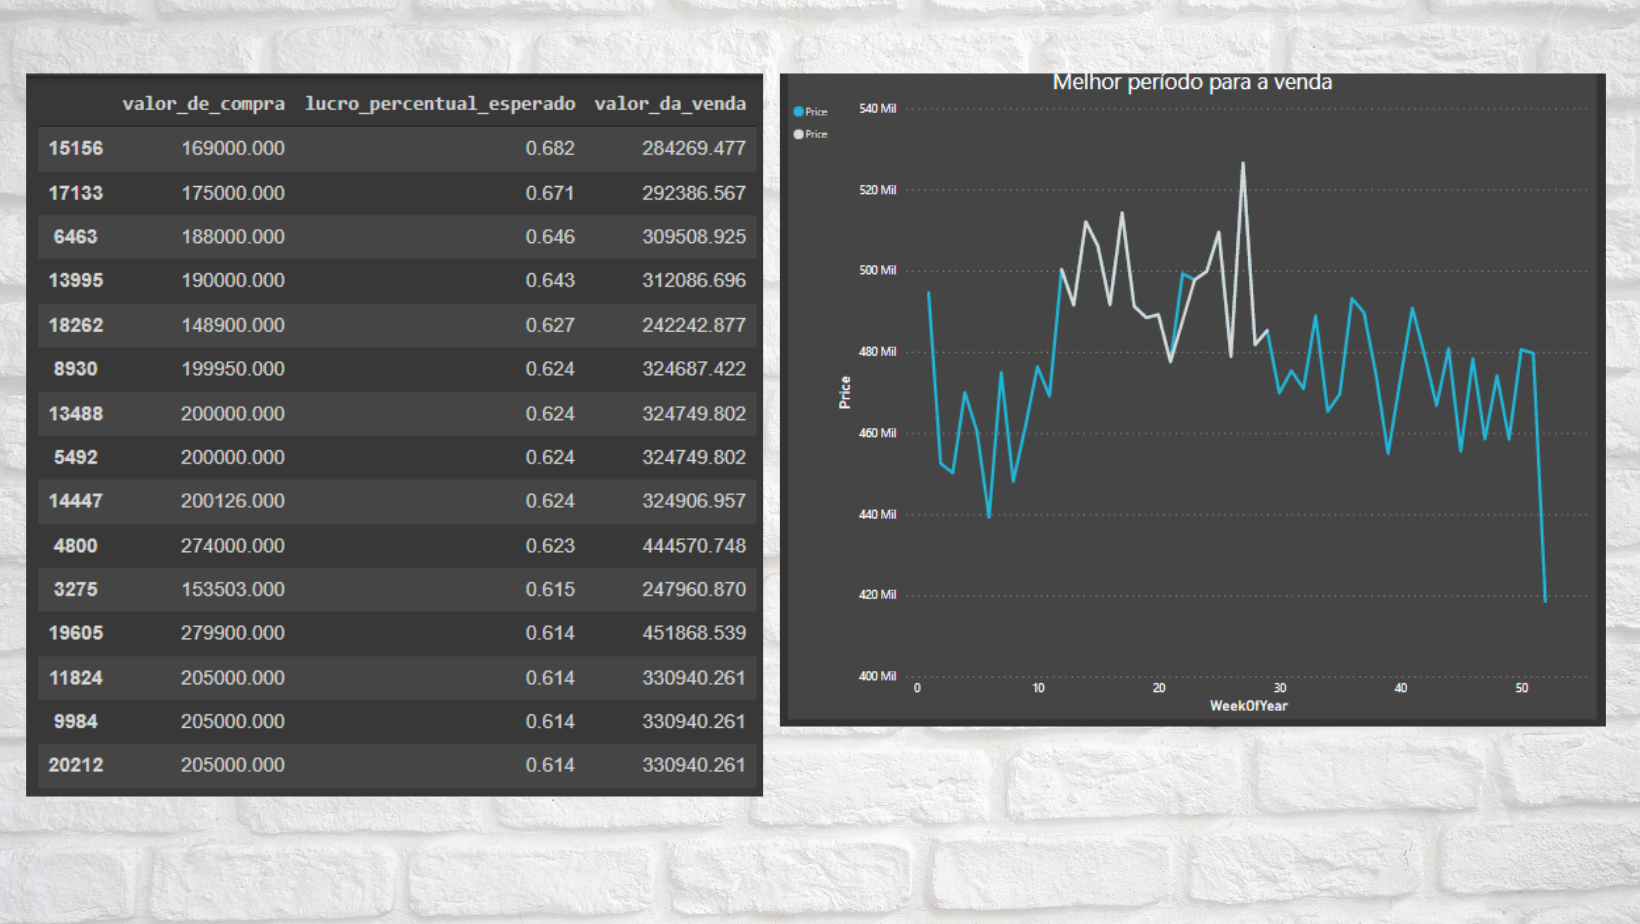 valor_de_compra lucro_percentual_esperado valor_da_venda
15156 169000.000 0.682 284269.477
17133 175000.000 0.671 292386.567
6463 188000.000 0.646 309508.925
13995 190000.000 0.643 312086.696
18262 148900.000 0.627 242242.877
8930 199950.000 0.624 324687.422
13488 200000.000 0.624 324749.802
5492 200000.000 0.624 324749.802
14447 200126.000 0.624 324906.957
4800 274000.000 0.623 444570.748
3275 153503.000 0.615 247960.870
19605 279900.000 0.614 451868.539
11824 205000.000 0.614 330940.261
9984 205000.000 0.614 330940.261
20212 205000.000 0.614 330940.261
Melhor período para a venda
Price
Price
540 Mil
520 Mil
500 Mil
480 Mil
460 Mil
440 Mil
420 Mil
400 Mil
Price
0 10 20 30 40 50
WeekOfYear